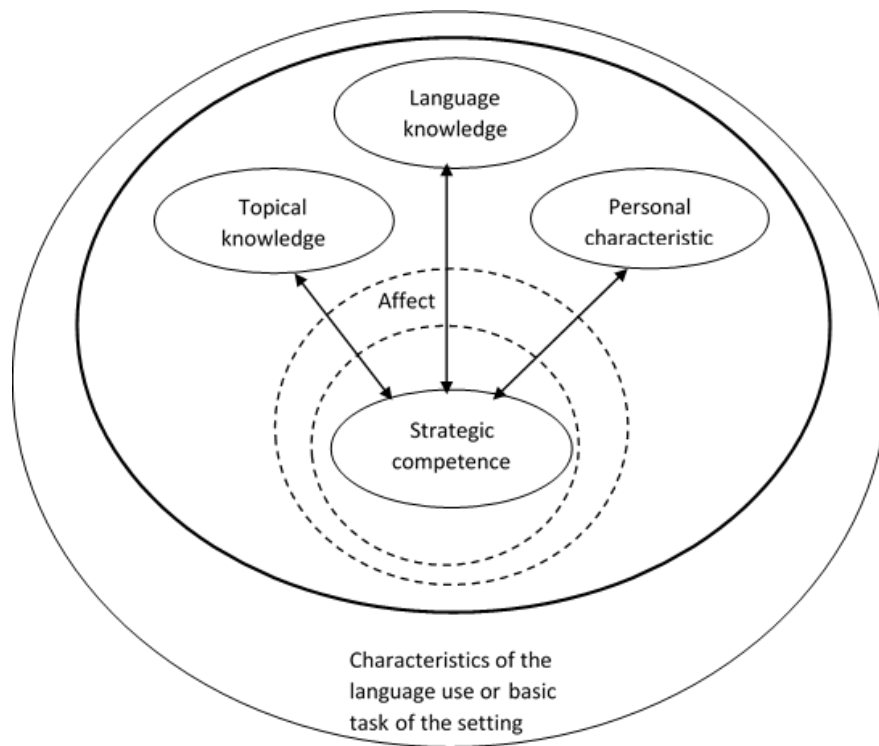 Language
knowledge
Topical
knowledge
Personal
characteristic
Affect
Strategic
competence
Characteristics of the
language use or basic
task of the setting